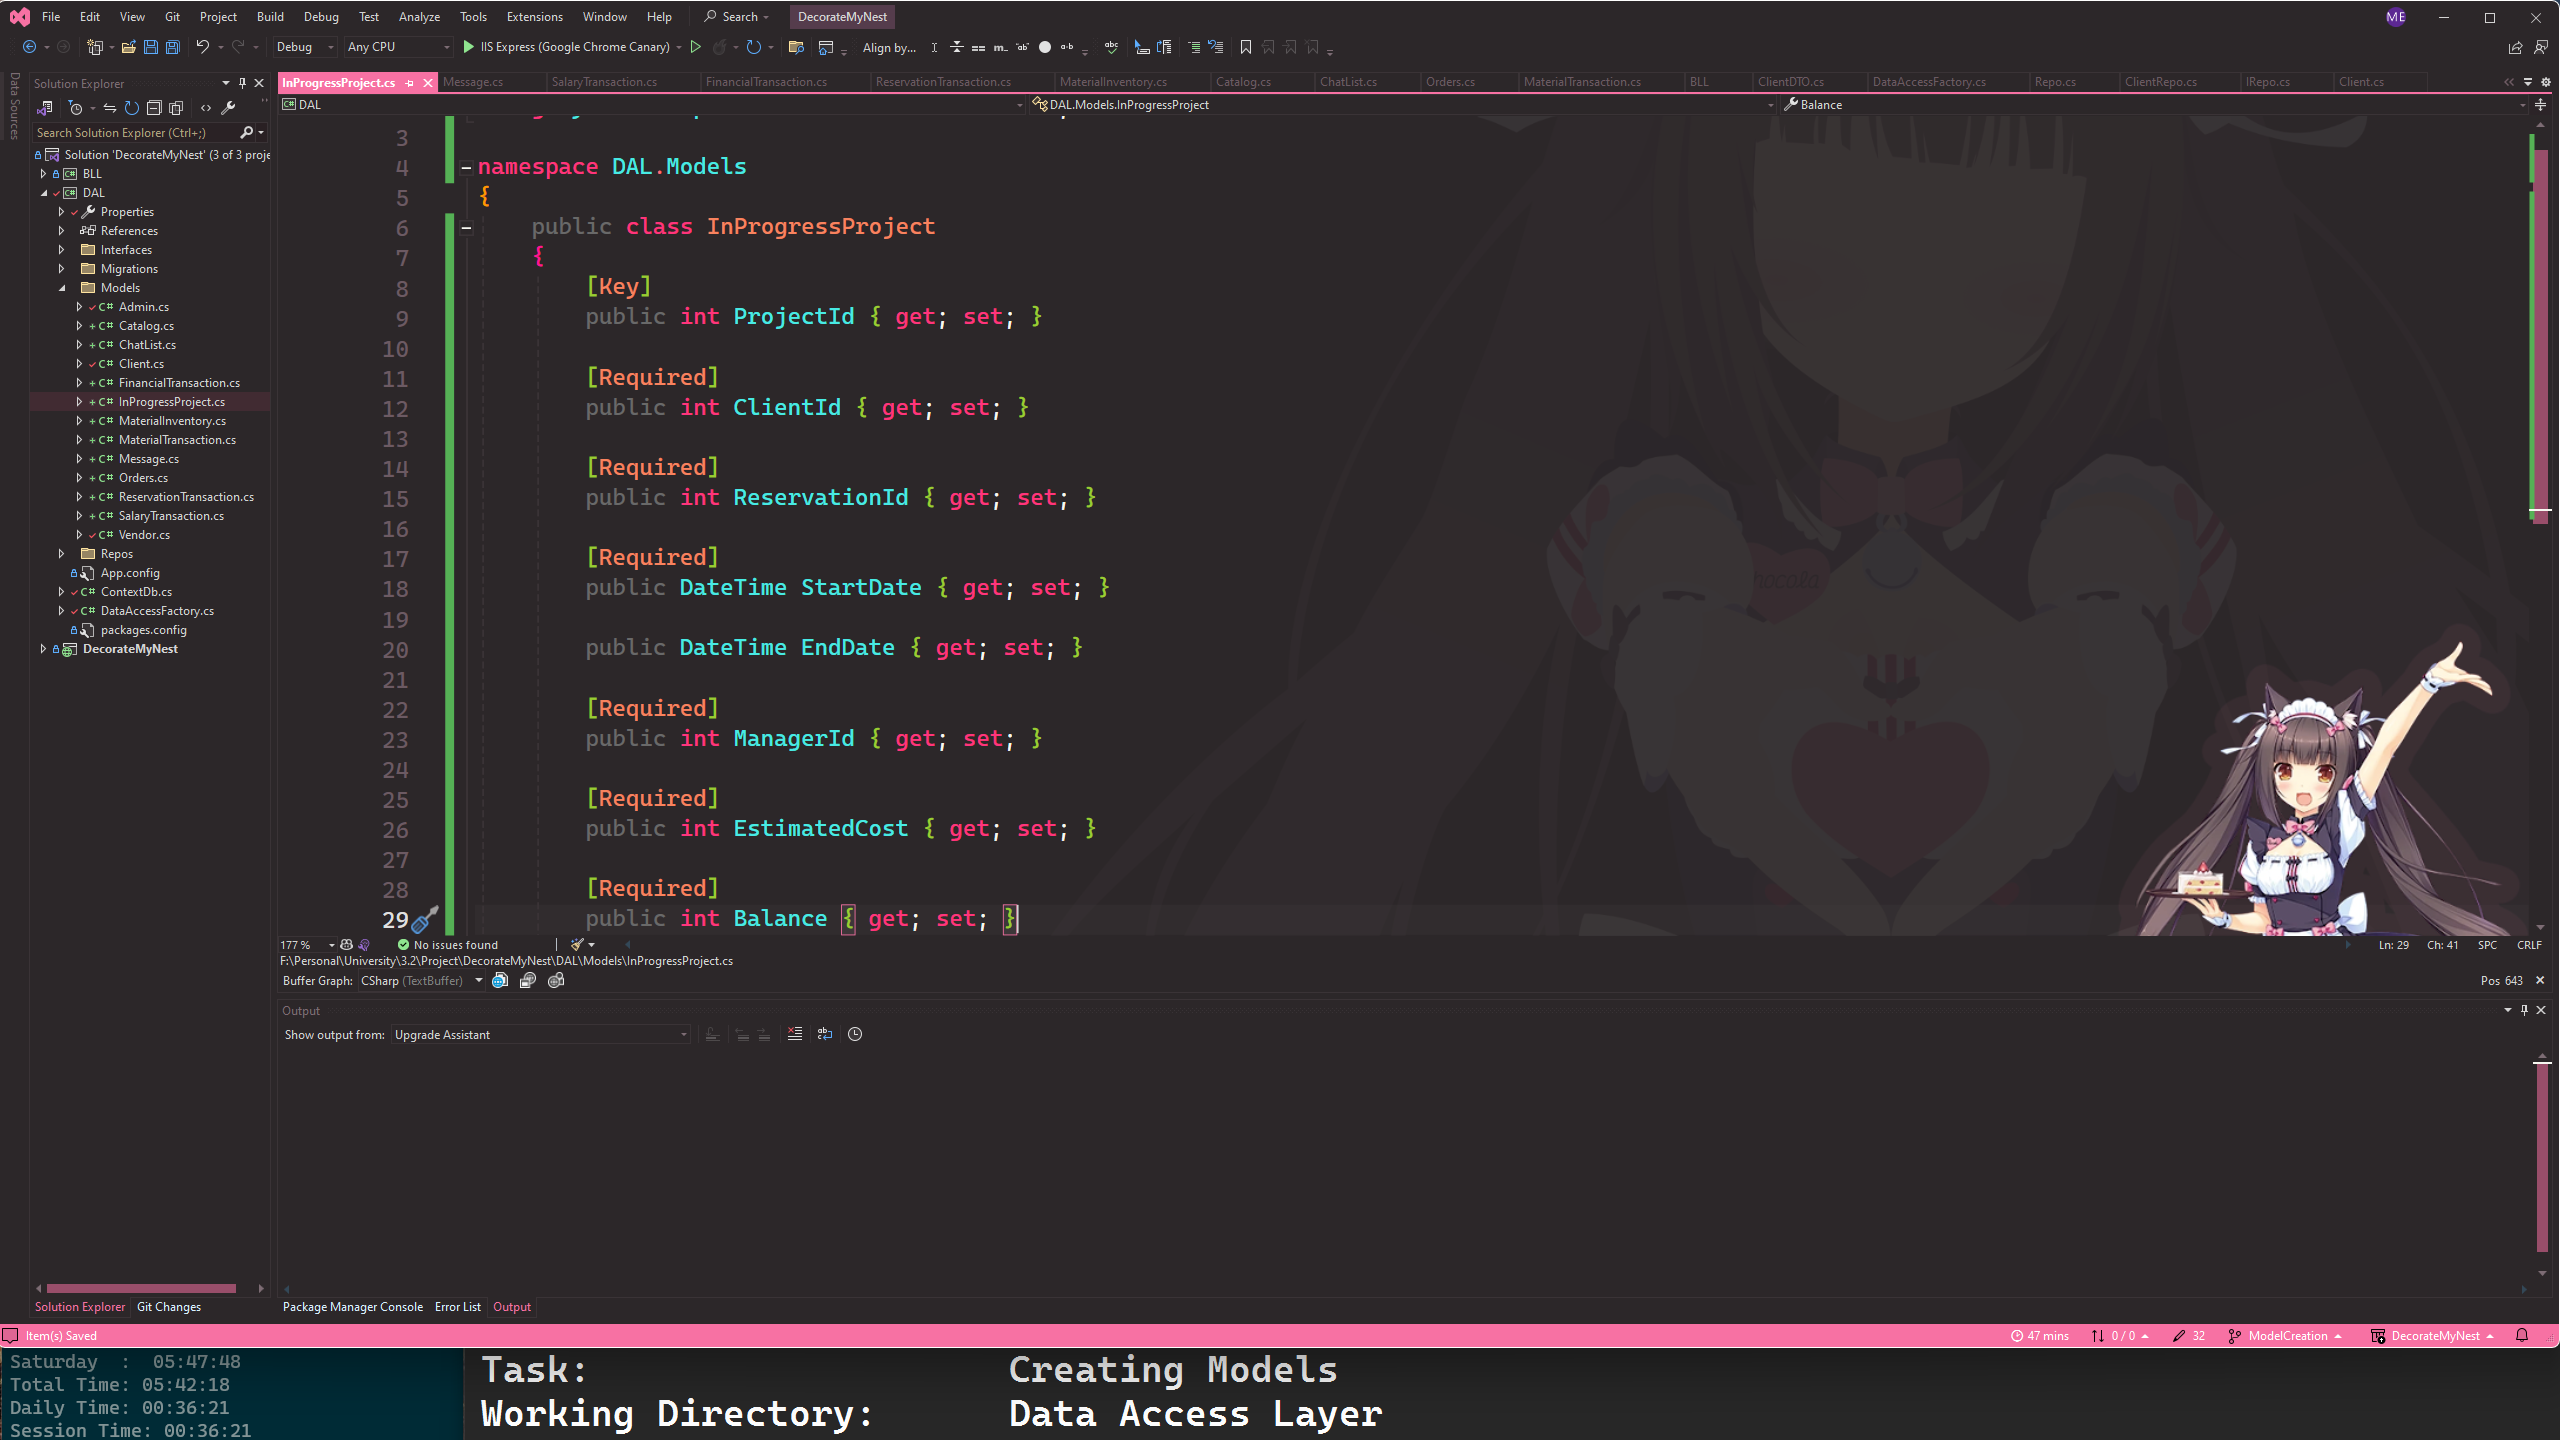 File Edit View Git Project Build Debug Test Analyze Tools Extensions Window Help Search DecorateMyNest ME
Debug Any CPU IIS Express (Google Chrome Canary) Align by...
Data Sources
Solution Explorer
Search Solution Explorer (Ctrl+;)
Solution 'DecorateMyNest' (3 of 3 proje
BLL
DAL
Properties
References
Interfaces
Migrations
Models
Admin.cs
Catalog.cs
ChatList.cs
Client.cs
FinancialTransaction.cs
InProgressProject.cs
MaterialInventory.cs
MaterialTransaction.cs
Message.cs
Orders.cs
ReservationTransaction.cs
SalaryTransaction.cs
Vendor.cs
Repos
App.config
ContextDb.cs
DataAccessFactory.cs
packages.config
DecorateMyNest
Solution Explorer Git Changes
InProgressProject.cs Message.cs SalaryTransaction.cs FinancialTransaction.cs ReservationTransaction.cs MaterialInventory.cs Catalog.cs ChatList.cs Orders.cs MaterialTransaction.cs BLL ClientDTO.cs DataAccessFactory.cs Repo.cs ClientRepo.cs IRepo.cs Client.cs
DAL DAL.Models.InProgressProject Balance
3
4 namespace DAL.Models
5 {
6 public class InProgressProject
7 {
8 [Key]
9 public int ProjectId { get; set; }
10
11 [Required]
12 public int ClientId { get; set; }
13
14 [Required]
15 public int ReservationId { get; set; }
16
17 [Required]
18 public DateTime StartDate { get; set; }
19
20 public DateTime EndDate { get; set; }
21
22 [Required]
23 public int ManagerId { get; set; }
24
25 [Required]
26 public int EstimatedCost { get; set; }
27
28 [Required]
29 public int Balance { get; set; }
177 % No issues found Ln: 29 Ch: 41 SPC CRLF
F:\Personal\University\3.2\Project\DecorateMyNest\DAL\Models\InProgressProject.cs
Buffer Graph: CSharp (TextBuffer) Pos 643
Output
Show output from: Upgrade Assistant
Package Manager Console Error List Output
Item(s) Saved 47 mins 0 / 0 32 ModelCreation DecorateMyNest
Saturday : 05:47:48
Total Time: 05:42:18
Daily Time: 00:36:21
Session Time: 00:36:21
Task: Creating Models
Working Directory: Data Access Layer